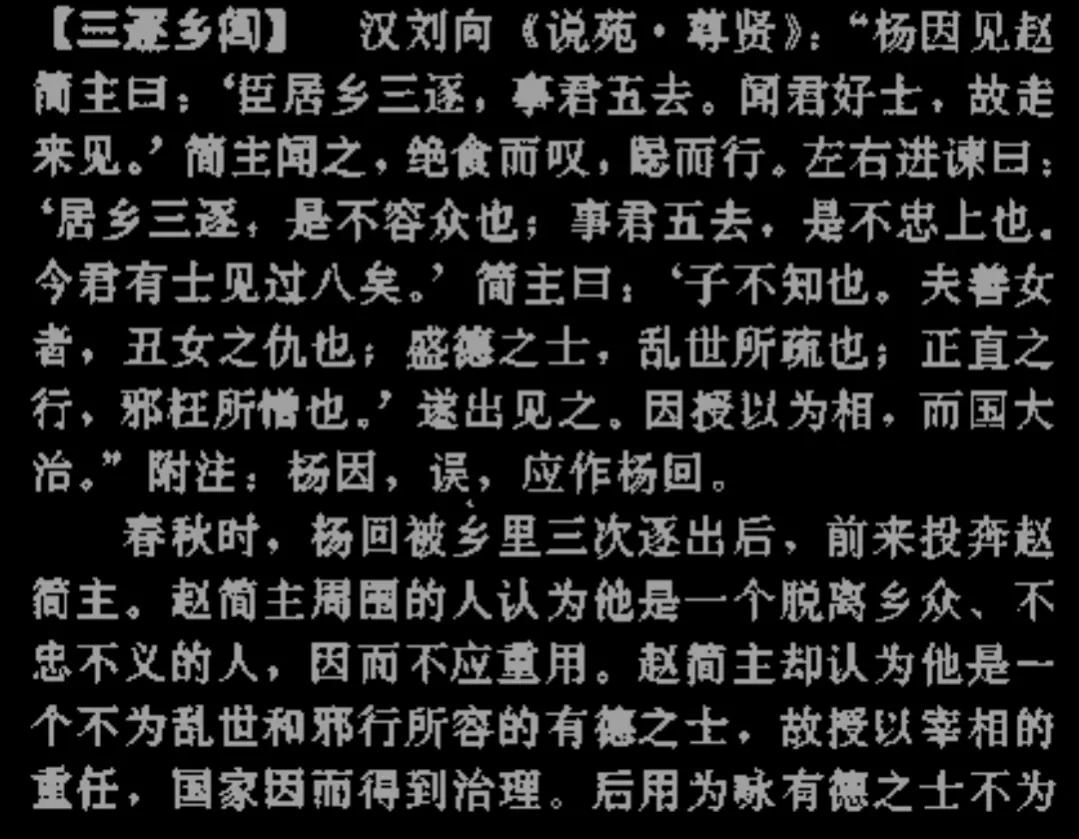 【三逐乡闾】 汉刘向《说苑·尊贤》：“杨因见赵
简主曰：‘臣居乡三逐，事君五去。闻君好士，故走
来见。’简主闻之，绝食而叹，跽而行。左右进谏曰：
‘居乡三逐，是不容众也；事君五去，是不忠上也。
今君有士见过八矣。’简主曰：‘子不知也。夫善女
者，丑女之仇也；盛德之士，乱世所疏也；正直之
行，邪枉所憎也。’遂出见之。因授以为相，而国大
治。”附注：杨因，误，应作杨回。
春秋时，杨回被乡里三次逐出后，前来投奔赵
简主。赵简主周围的人认为他是一个脱离乡众、不
忠不义的人，因而不应重用。赵简主却认为他是一
个不为乱世和邪行所容的有德之士，故授以宰相的
重任，国家因而得到治理。后用为咏有德之士不为